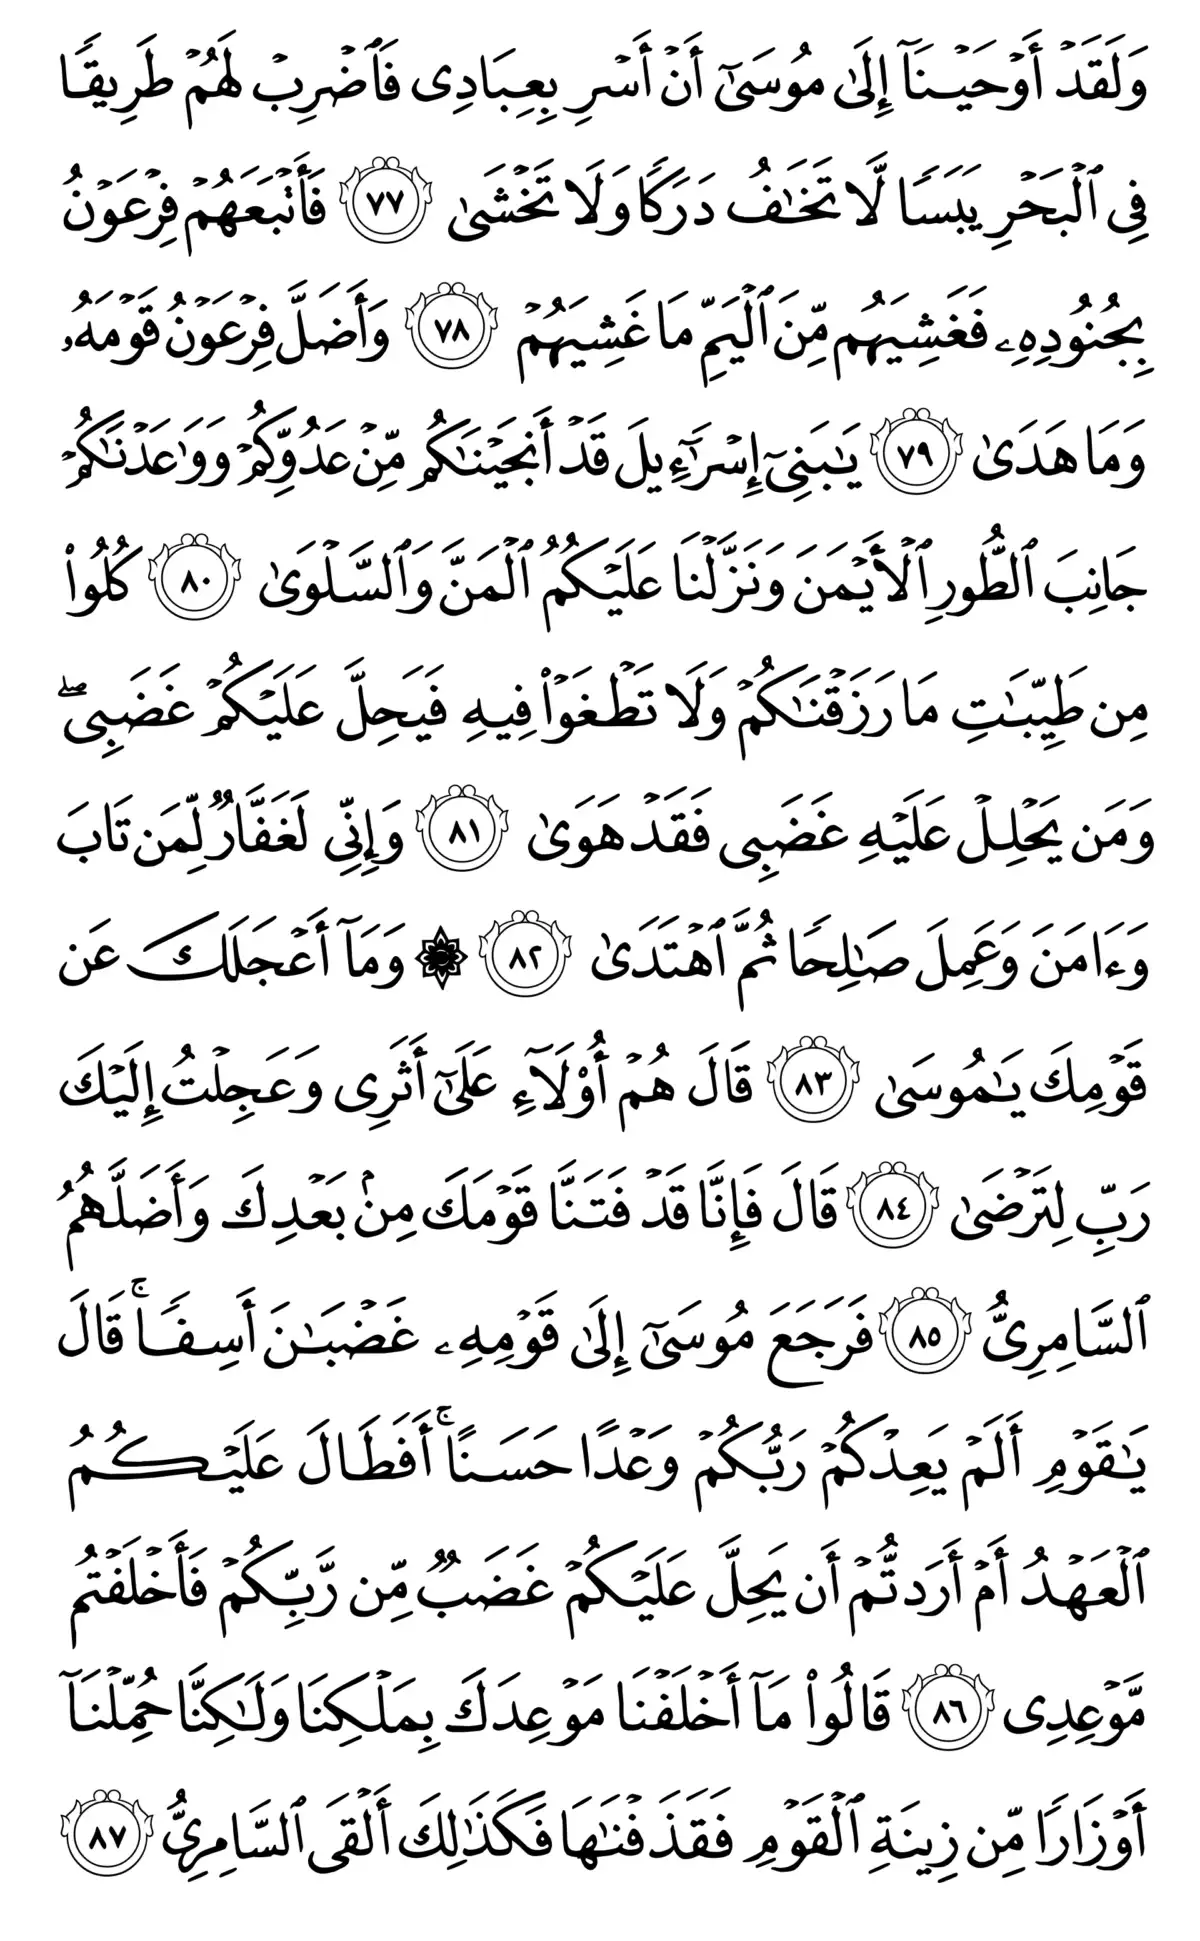 وَلَقَدْ أَوْحَيْنَآ إِلَىٰ مُوسَىٰٓ أَنْ أَسْرِ بِعِبَادِى فَٱضْرِبْ لَهُمْ طَرِيقًا
فِى ٱلْبَحْرِ يَبَسًا لَّا تَخَٰفُ دَرَكًا وَلَا تَخْشَىٰ ٧٧ فَأَتْبَعَهُمْ فِرْعَوْنُ
بِجُنُودِهِۦ فَغَشِيَهُم مِّنَ ٱلْيَمِّ مَا غَشِيَهُمْ ٧٨ وَأَضَلَّ فِرْعَوْنُ قَوْمَهُۥ
وَمَا هَدَىٰ ٧٩ يَٰبَنِىٓ إِسْرَٰٓءِيلَ قَدْ أَنجَيْنَٰكُم مِّنْ عَدُوِّكُمْ وَوَٰعَدْنَٰكُمْ
جَانِبَ ٱلطُّورِ ٱلْأَيْمَنَ وَنَزَّلْنَا عَلَيْكُمُ ٱلْمَنَّ وَٱلسَّلْوَىٰ ٨٠ كُلُوا۟
مِن طَيِّبَٰتِ مَا رَزَقْنَٰكُمْ وَلَا تَطْغَوْا۟ فِيهِ فَيَحِلَّ عَلَيْكُمْ غَضَبِى ۖ
وَمَن يَحْلِلْ عَلَيْهِ غَضَبِى فَقَدْ هَوَىٰ ٨١ وَإِنِّى لَغَفَّارٌ لِّمَن تَابَ
وَءَامَنَ وَعَمِلَ صَٰلِحًا ثُمَّ ٱهْتَدَىٰ ٨٢ ۞ وَمَآ أَعْجَلَكَ عَن
قَوْمِكَ يَٰمُوسَىٰ ٨٣ قَالَ هُمْ أُو۟لَآءِ عَلَىٰٓ أَثَرِى وَعَجِلْتُ إِلَيْكَ
رَبِّ لِتَرْضَىٰ ٨٤ قَالَ فَإِنَّا قَدْ فَتَنَّا قَوْمَكَ مِنۢ بَعْدِكَ وَأَضَلَّهُمُ
ٱلسَّامِرِىُّ ٨٥ فَرَجَعَ مُوسَىٰٓ إِلَىٰ قَوْمِهِۦ غَضْبَٰنَ أَسِفًا ۚ قَالَ
يَٰقَوْمِ أَلَمْ يَعِدْكُمْ رَبُّكُمْ وَعْدًا حَسَنًا ۚ أَفَطَالَ عَلَيْكُمُ
ٱلْعَهْدُ أَمْ أَرَدتُّمْ أَن يَحِلَّ عَلَيْكُمْ غَضَبٌ مِّن رَّبِّكُمْ فَأَخْلَفْتُم
مَّوْعِدِى ٨٦ قَالُوا۟ مَآ أَخْلَفْنَا مَوْعِدَكَ بِمَلْكِنَا وَلَٰكِنَّا حُمِّلْنَآ
أَوْزَارًا مِّن زِينَةِ ٱلْقَوْمِ فَقَذَفْنَٰهَا فَكَذَٰلِكَ أَلْقَى ٱلسَّامِرِىُّ ٨٧